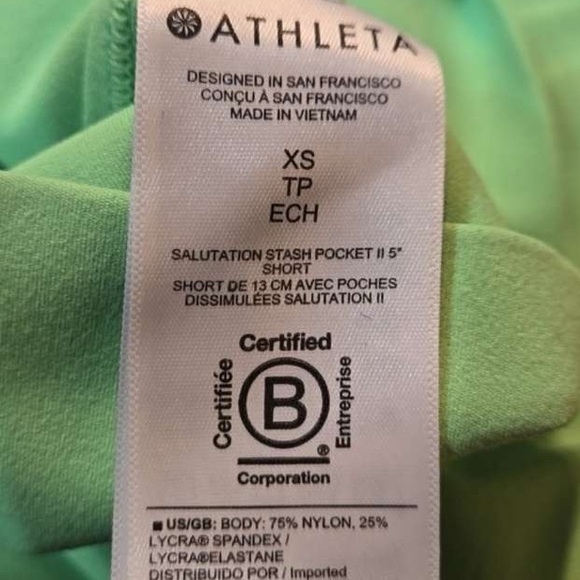 ATHLETA
DESIGNED IN SAN FRANCISCO
CONÇU À SAN FRANCISCO
MADE IN VIETNAM
XS
TP
ECH
SALUTATION STASH POCKET II 5"
SHORT
SHORT DE 13 CM AVEC POCHES
DISSIMULÉES SALUTATION II
Certified
Certifiée
B
Entreprise
®
Corporation
US/GB: BODY: 75% NYLON, 25%
LYCRA® SPANDEX /
LYCRA®ELASTANE
DISTRIBUIDO POR / Imported